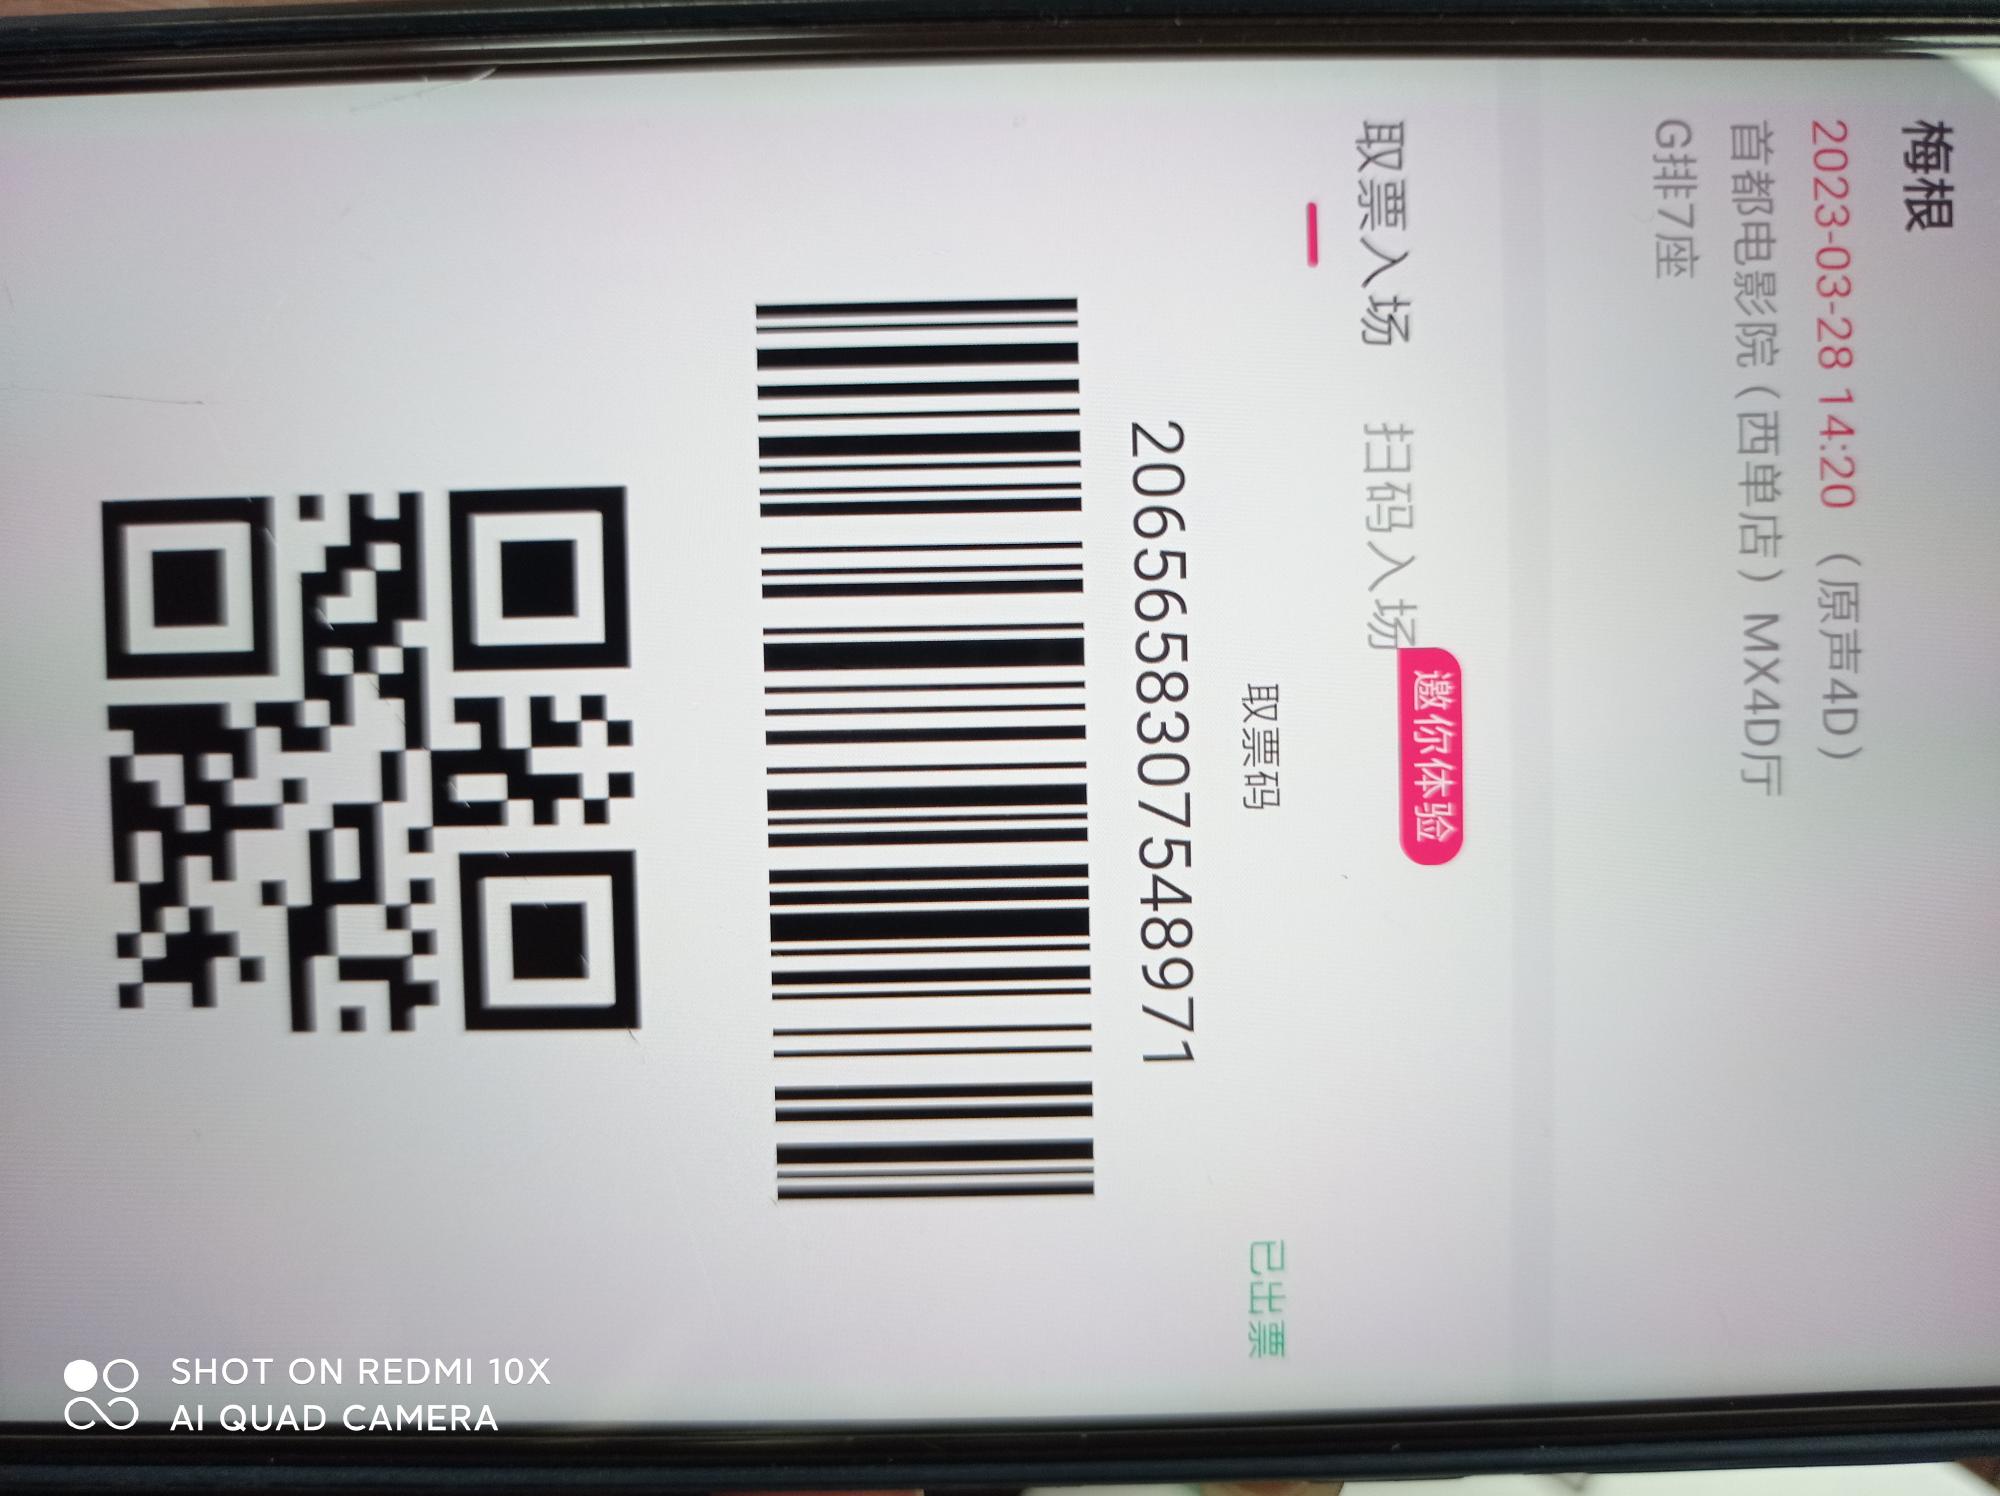 梅根
2023-03-28 14:20 （原声4D）
首都电影院（西单店）MX4D厅
G排7座
取票入场 扫码入场 邀你体验
取票码 已出票
2065658307548971
SHOT ON REDMI 10X
AI QUAD CAMERA